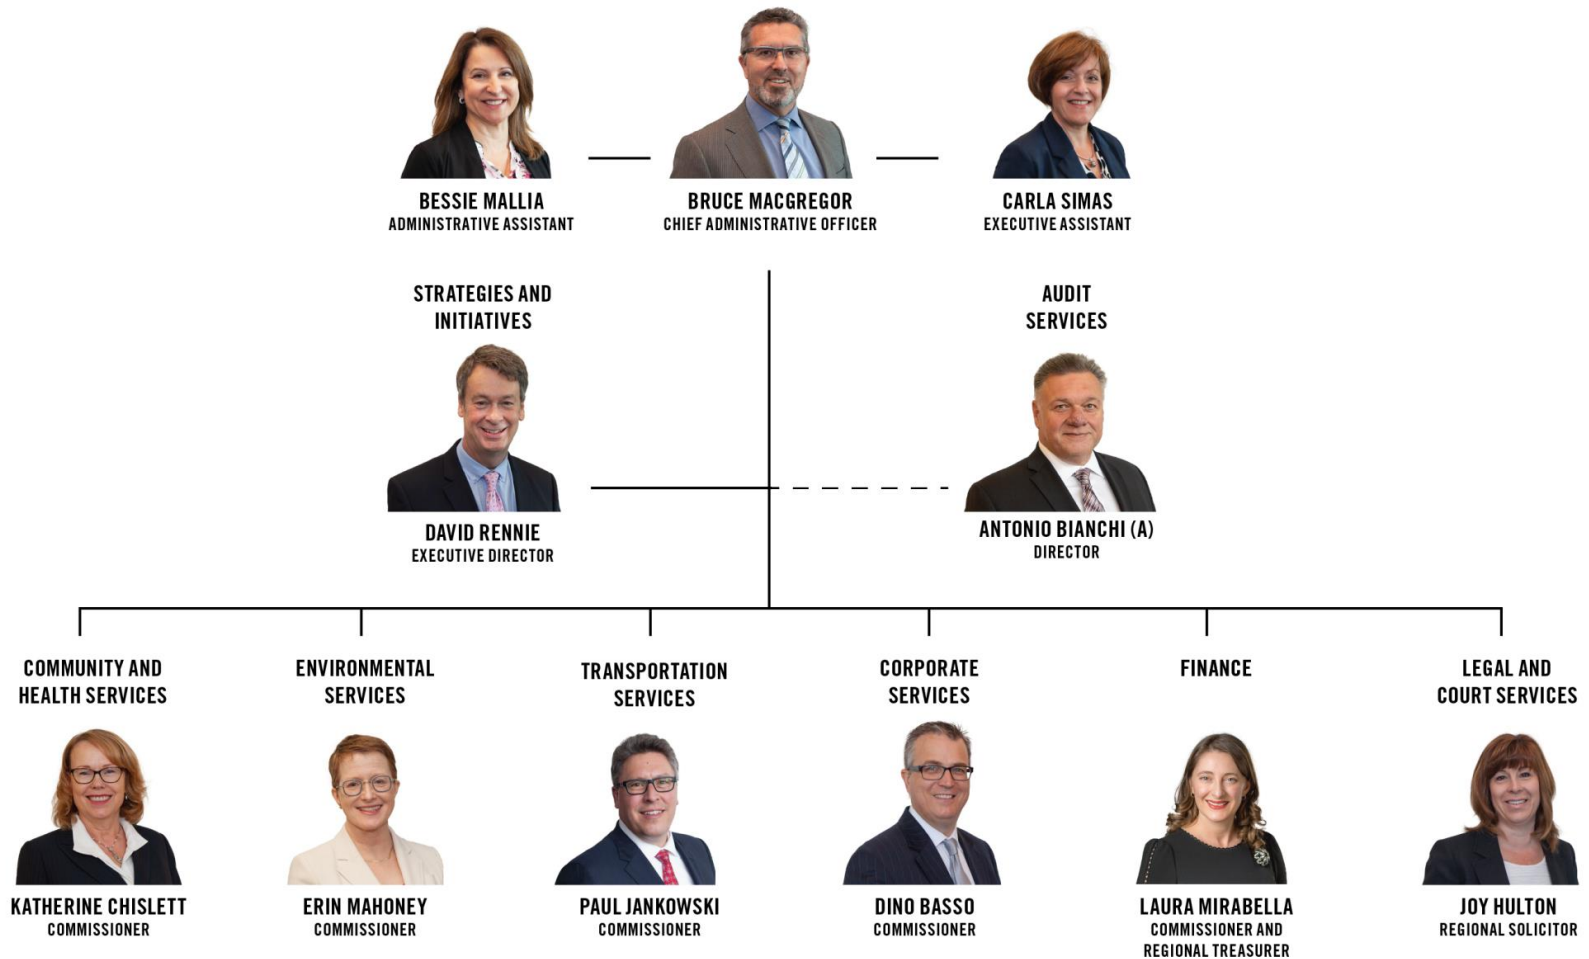 BESSIE MALLIA
ADMINISTRATIVE ASSISTANT
BRUCE MACGREGOR
CHIEF ADMINISTRATIVE OFFICER
CARLA SIMAS
EXECUTIVE ASSISTANT
STRATEGIES AND
INITIATIVES
DAVID RENNIE
EXECUTIVE DIRECTOR
AUDIT
SERVICES
ANTONIO BIANCHI (A)
DIRECTOR
COMMUNITY AND
HEALTH SERVICES
KATHERINE CHISLETT
COMMISSIONER
ENVIRONMENTAL
SERVICES
ERIN MAHONEY
COMMISSIONER
TRANSPORTATION
SERVICES
PAUL JANKOWSKI
COMMISSIONER
CORPORATE
SERVICES
DINO BASSO
COMMISSIONER
FINANCE
LAURA MIRABELLA
COMMISSIONER AND
REGIONAL TREASURER
LEGAL AND
COURT SERVICES
JOY HULTON
REGIONAL SOLICITOR